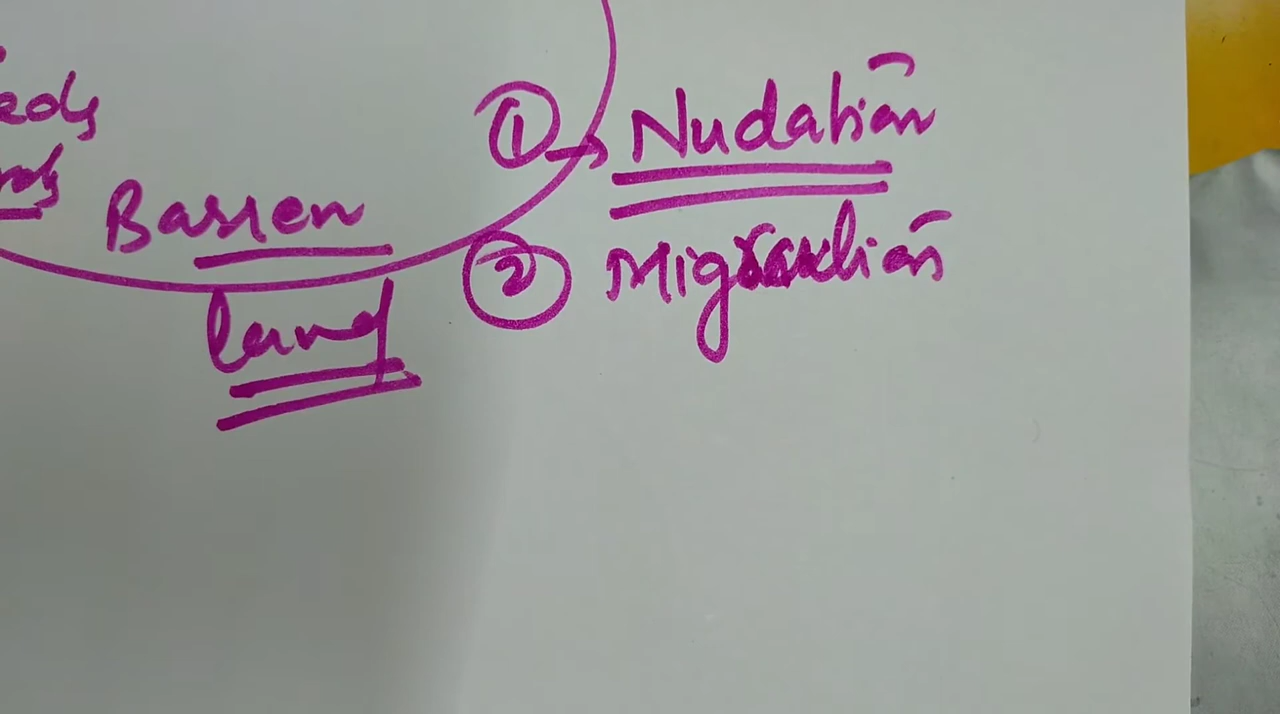 ① → Nudation
Barren
② Migration
land